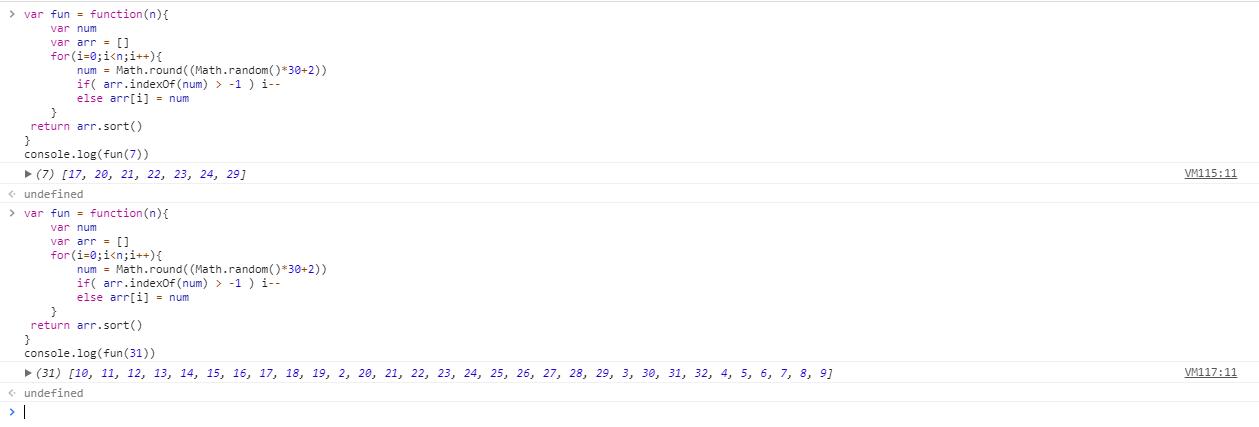 > var fun = function(n){
var num
var arr = []
for(i=0;i<n;i++){
num = Math.round((Math.random()*30+2))
if( arr.indexOf(num) > -1 ) i--
else arr[i] = num
}
return arr.sort()
}
console.log(fun(7))
▶ (7) [17, 20, 21, 22, 23, 24, 29] VM115:11
undefined
> var fun = function(n){
var num
var arr = []
for(i=0;i<n;i++){
num = Math.round((Math.random()*30+2))
if( arr.indexOf(num) > -1 ) i--
else arr[i] = num
}
return arr.sort()
}
console.log(fun(31))
▶ (31) [10, 11, 12, 13, 14, 15, 16, 17, 18, 19, 2, 20, 21, 22, 23, 24, 25, 26, 27, 28, 29, 3, 30, 31, 32, 4, 5, 6, 7, 8, 9] VM117:11
undefined
>